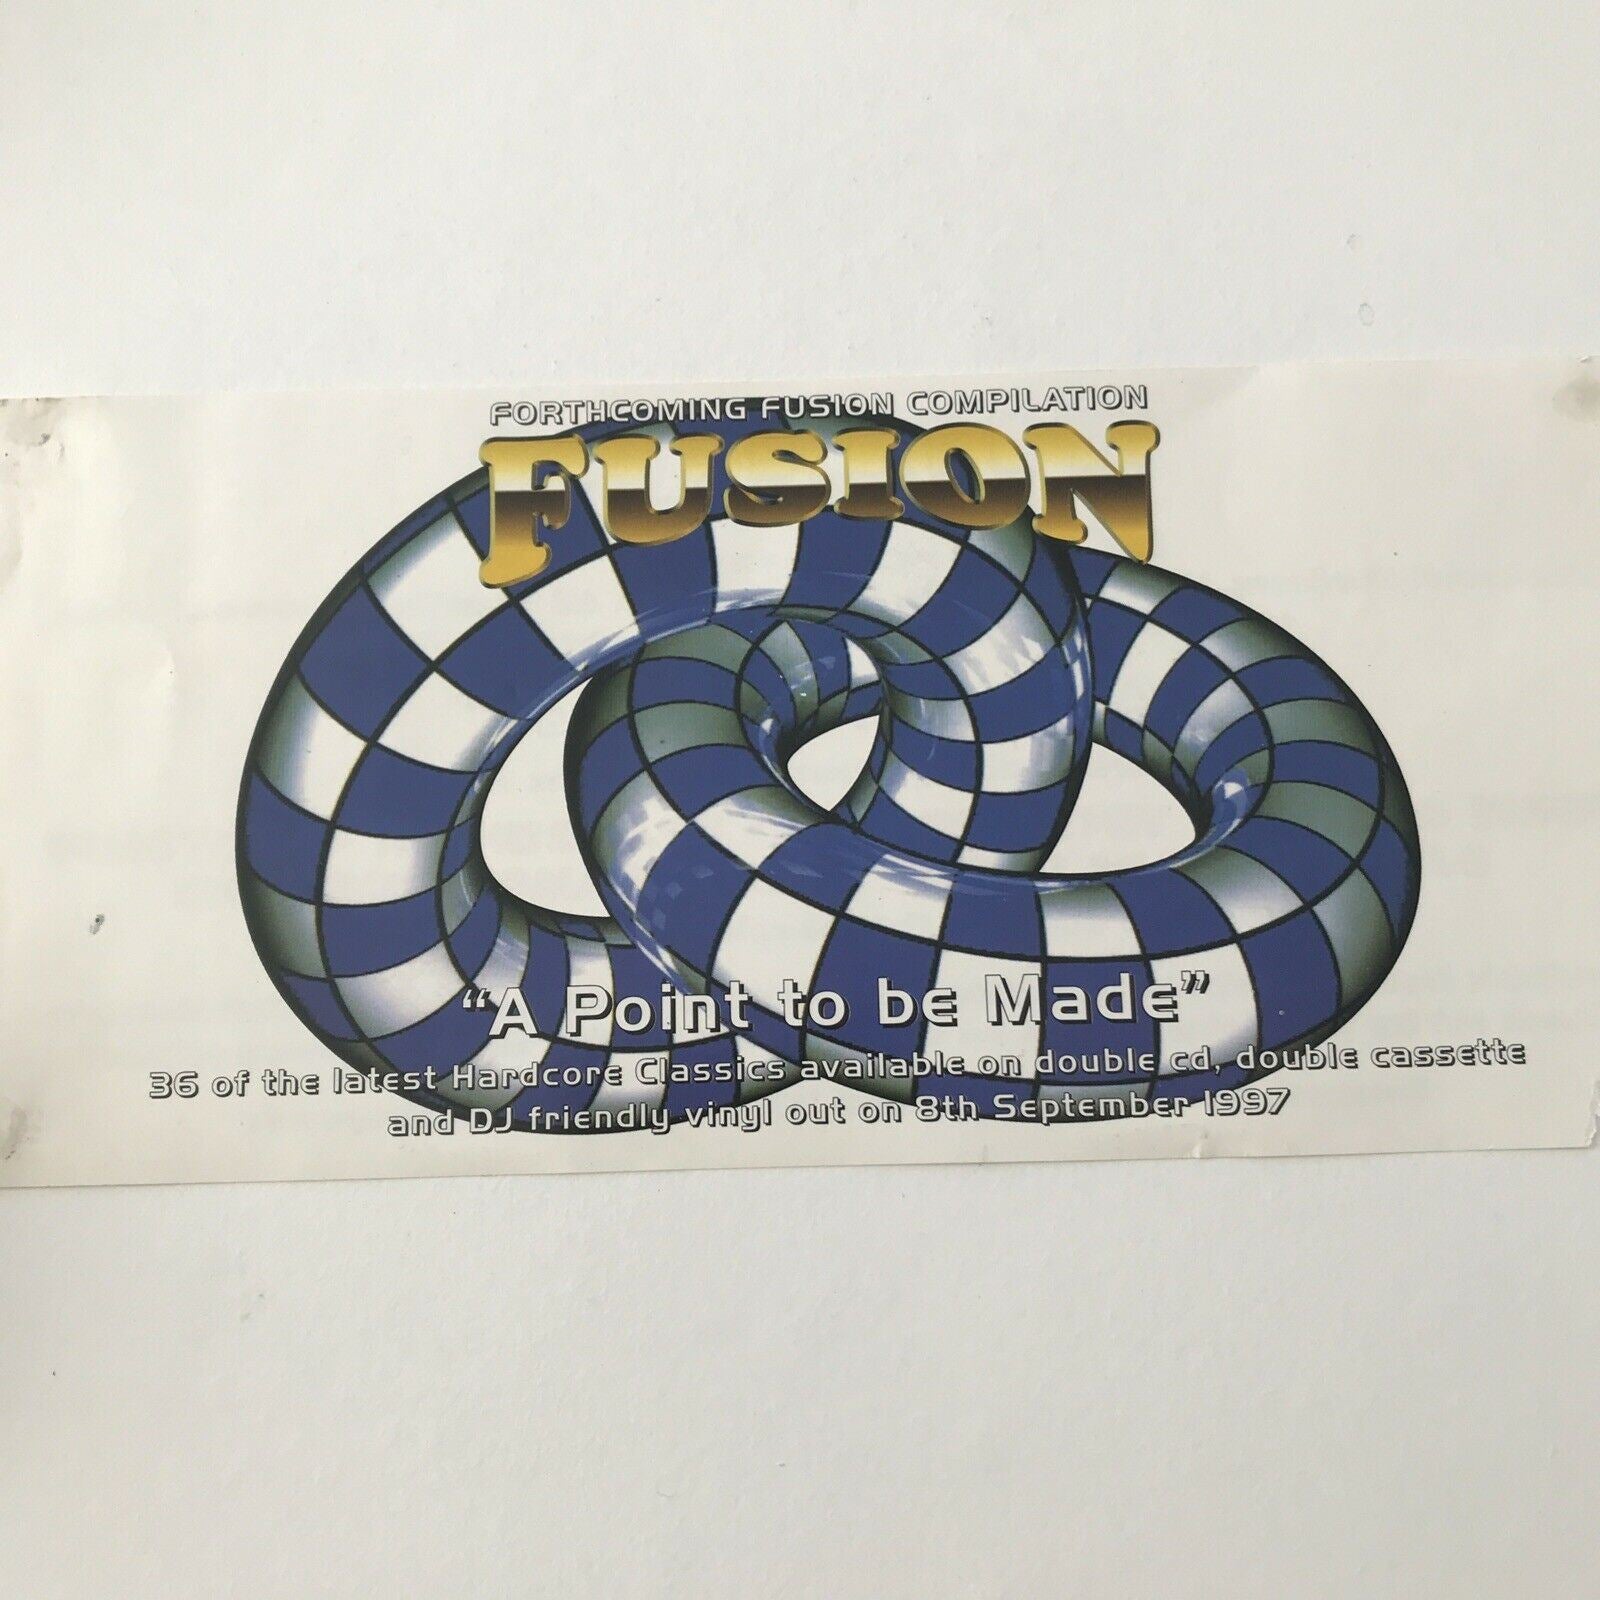 FORTHCOMING FUSION COMPILATION
FUSION
“A Point to be Made”
36 of the latest Hardcore Classics available on double cd, double cassette
and DJ friendly vinyl out on 8th September 1997